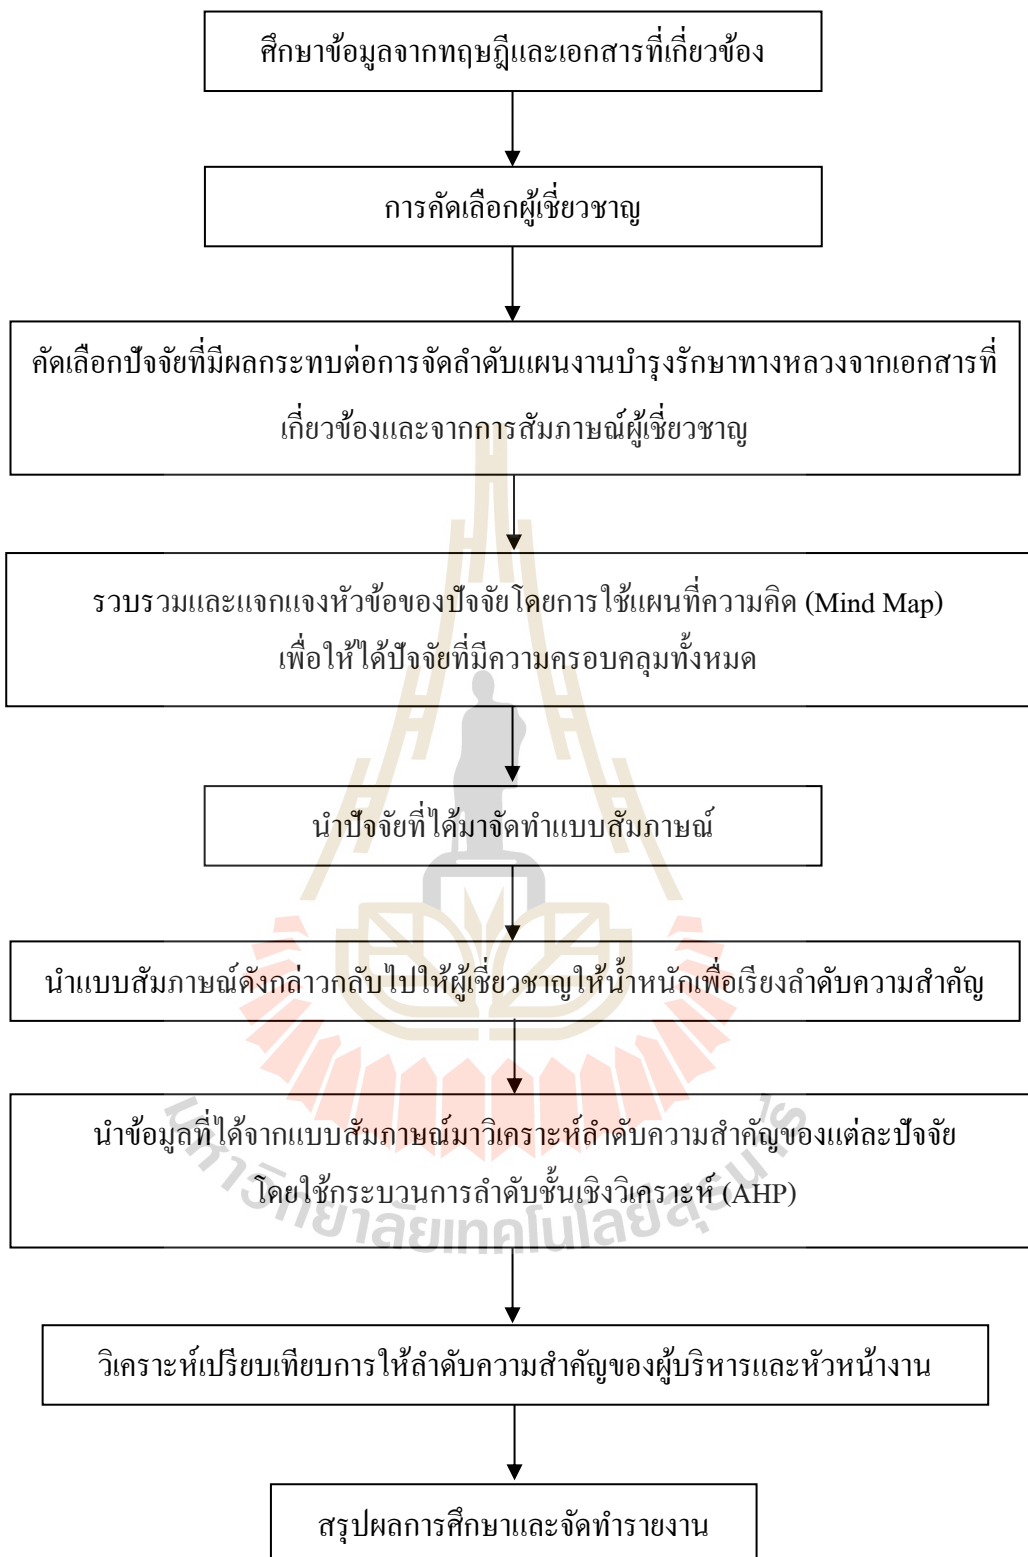 ศึกษาข้อมูลจากทฤษฎีและเอกสารที่เกี่ยวข้อง
การคัดเลือกผู้เชี่ยวชาญ
คัดเลือกปัจจัยที่มีผลกระทบต่อการจัดลำดับแผนงานบำรุงรักษาทางหลวงจากเอกสารที่
เกี่ยวข้องและจากการสัมภาษณ์ผู้เชี่ยวชาญ
รวบรวมและแจกแจงหัวข้อของปัจจัยโดยการใช้แผนที่ความคิด (Mind Map)
เพื่อให้ได้ปัจจัยที่มีความครอบคลุมทั้งหมด
นำปัจจัยที่ได้มาจัดทำแบบสัมภาษณ์
นำแบบสัมภาษณ์ดังกล่าวกลับไปให้ผู้เชี่ยวชาญให้น้ำหนักเพื่อเรียงลำดับความสำคัญ
นำข้อมูลที่ได้จากแบบสัมภาษณ์มาวิเคราะห์ลำดับความสำคัญของแต่ละปัจจัย
โดยใช้กระบวนการลำดับชั้นเชิงวิเคราะห์ (AHP)
มหาวิทยาลัยเทคโนโลยีสุรนารี
วิเคราะห์เปรียบเทียบการให้ลำดับความสำคัญของผู้บริหารและหัวหน้างาน
สรุปผลการศึกษาและจัดทำรายงาน